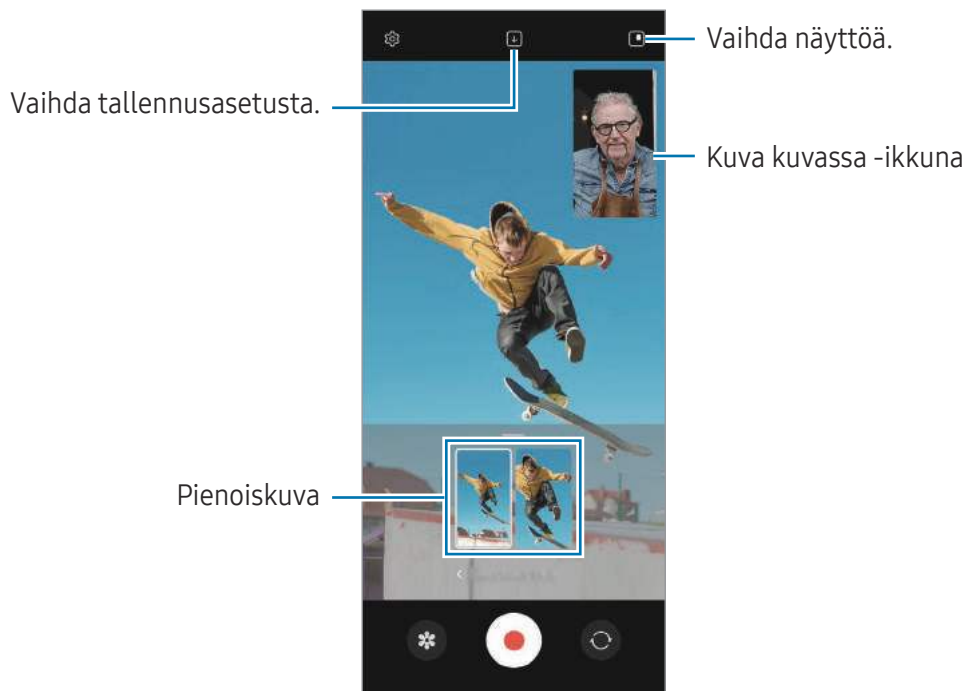 Vaihda näyttöä.
Vaihda tallennusasetusta.
Kuva kuvassa -ikkuna
Pienoiskuva